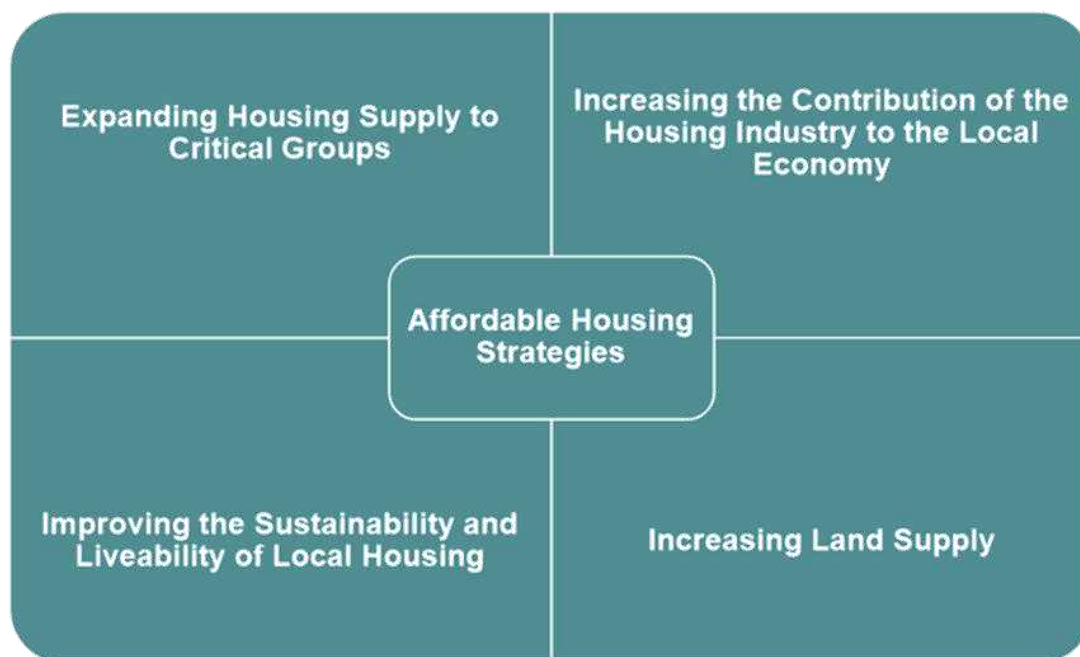 Expanding Housing Supply to
Critical Groups
Increasing the Contribution of the
Housing Industry to the Local
Economy
Affordable Housing
Strategies
Improving the Sustainability and
Liveability of Local Housing
Increasing Land Supply